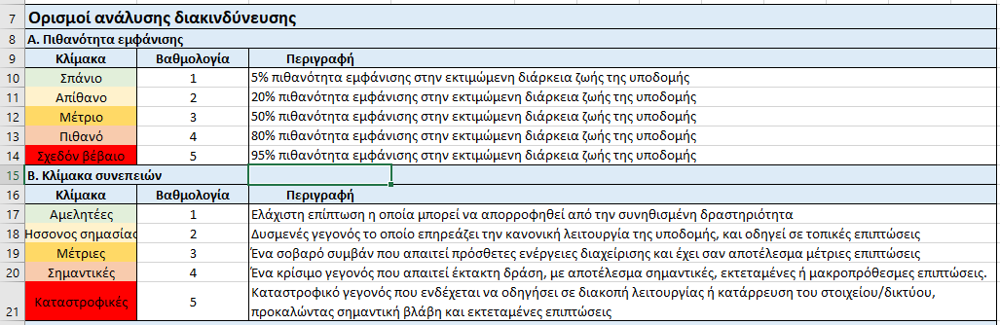 7 Ορισμοί ανάλυσης διακινδύνευσης
8 Α. Πιθανότητα εμφάνισης
9 Κλίμακα Βαθμολογία Περιγραφή
10 Σπάνιο 1 5% πιθανότητα εμφάνισης στην εκτιμώμενη διάρκεια ζωής της υποδομής
11 Απίθανο 2 20% πιθανότητα εμφάνισης στην εκτιμώμενη διάρκεια ζωής της υποδομής
12 Μέτριο 3 50% πιθανότητα εμφάνισης στην εκτιμώμενη διάρκεια ζωής της υποδομής
13 Πιθανό 4 80% πιθανότητα εμφάνισης στην εκτιμώμενη διάρκεια ζωής της υποδομής
14 Σχεδόν βέβαιο 5 95% πιθανότητα εμφάνισης στην εκτιμώμενη διάρκεια ζωής της υποδομής
15 Β. Κλίμακα συνεπειών
16 Κλίμακα Βαθμολογία Περιγραφή
17 Αμελητέες 1 Ελάχιστη επίπτωση η οποία μπορεί να απορροφηθεί από την συνηθισμένη δραστηριότητα
18 Ησσονος σημασίας 2 Δυσμενές γεγονός το οποίο επηρεάζει την κανονική λειτουργία της υποδομής, και οδηγεί σε τοπικές επιπτώσεις
19 Μέτριες 3 Ένα σοβαρό συμβάν που απαιτεί πρόσθετες ενέργειες διαχείρισης και έχει σαν αποτέλεσμα μέτριες επιπτώσεις
20 Σημαντικές 4 Ένα κρίσιμο γεγονός που απαιτεί έκτακτη δράση, με αποτέλεσμα σημαντικές, εκτεταμένες ή μακροπρόθεσμες επιπτώσεις.
21 Καταστροφικές 5 Καταστροφικό γεγονός που ενδέχεται να οδηγήσει σε διακοπή λειτουργίας ή κατάρρευση του στοιχείου/δικτύου,
προκαλώντας σημαντική βλάβη και εκτεταμένες επιπτώσεις